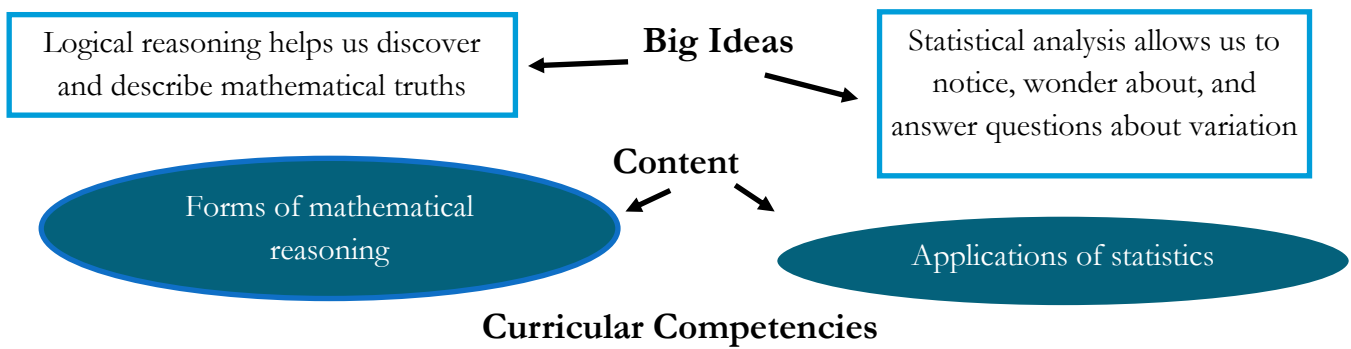 Big Ideas
Logical reasoning helps us discover
and describe mathematical truths
Statistical analysis allows us to
notice, wonder about, and
answer questions about variation
Content
Forms of mathematical
reasoning
Applications of statistics
Curricular Competencies